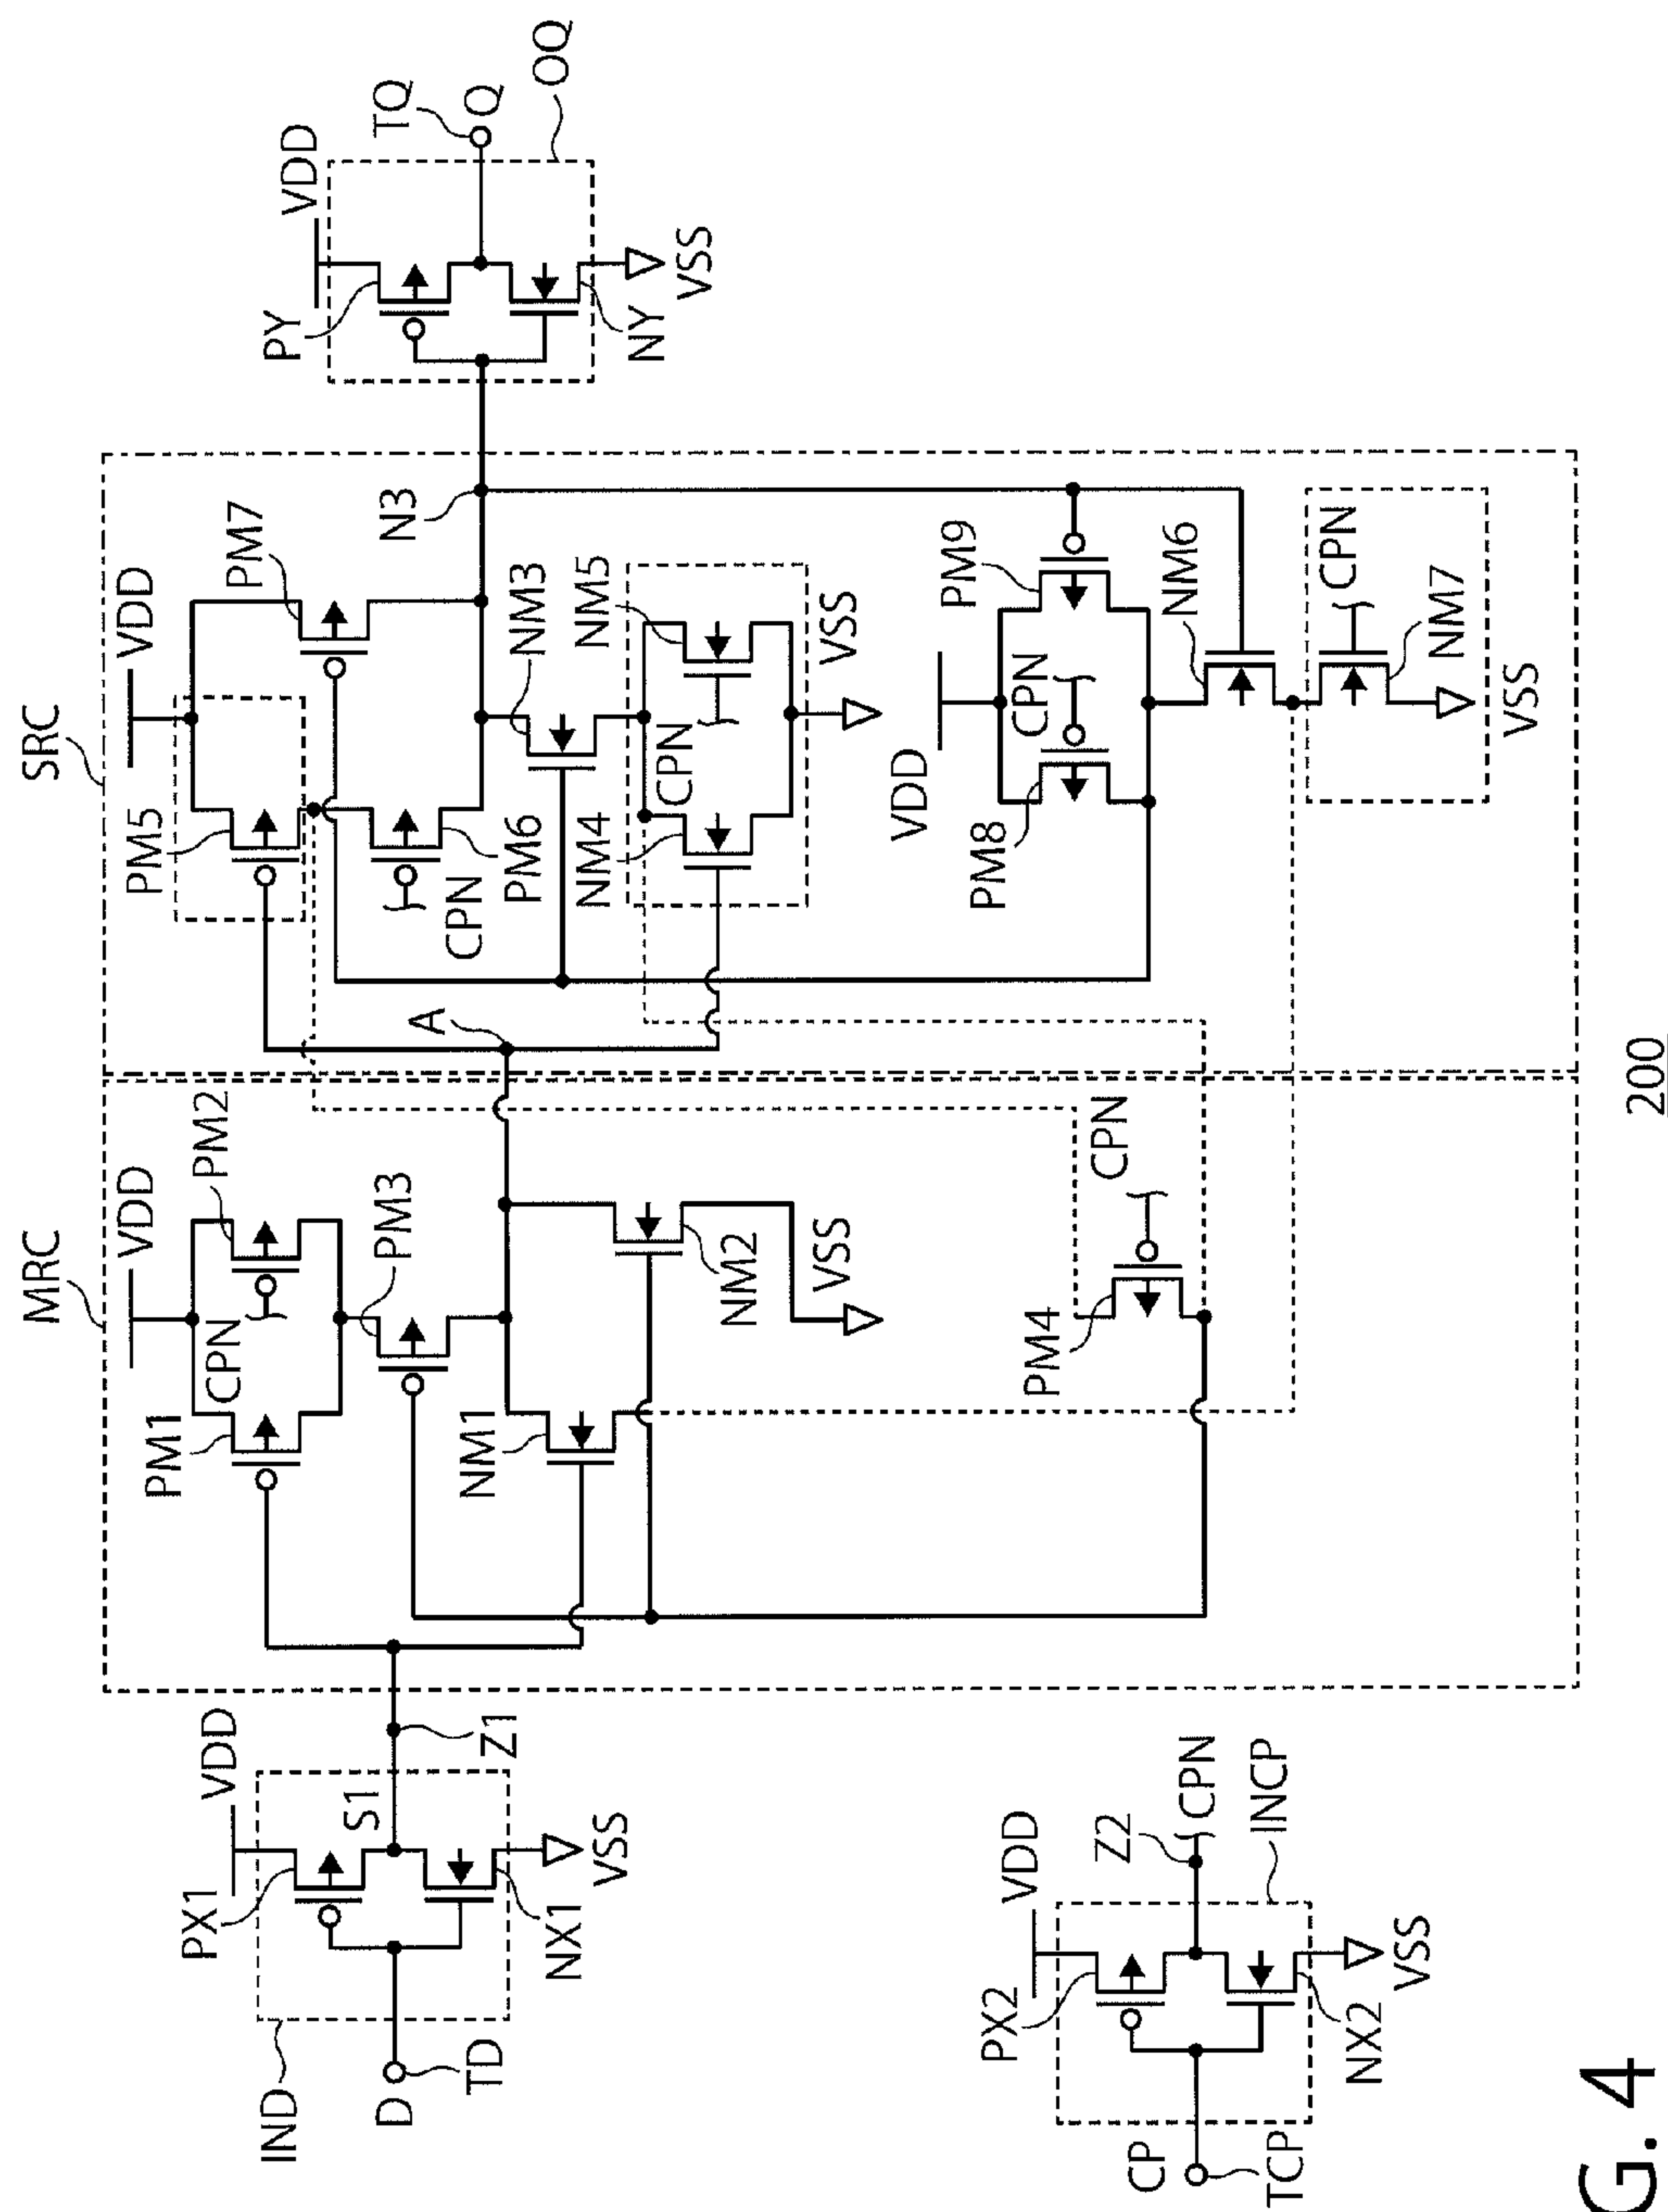 MRC
SRC
VDD
PM1
CPN
PM2
PM3
NM1
NM2
VSS
PM4
CPN
A
VDD
PM5
PM7
CPN
PM6
N3
NM3
NM4
CPN
NM5
VSS
VDD
PM8
CPN
PM9
NM6
CPN
NM7
VSS
IND
PX1
VDD
S1
D
TD
Z1
NX1
VSS
VDD
PX2
Z2
CP
CPN
TCP
INCP
NX2
VSS
VDD
PY
TQ
Q
OQ
NY
VSS
G. 4
200